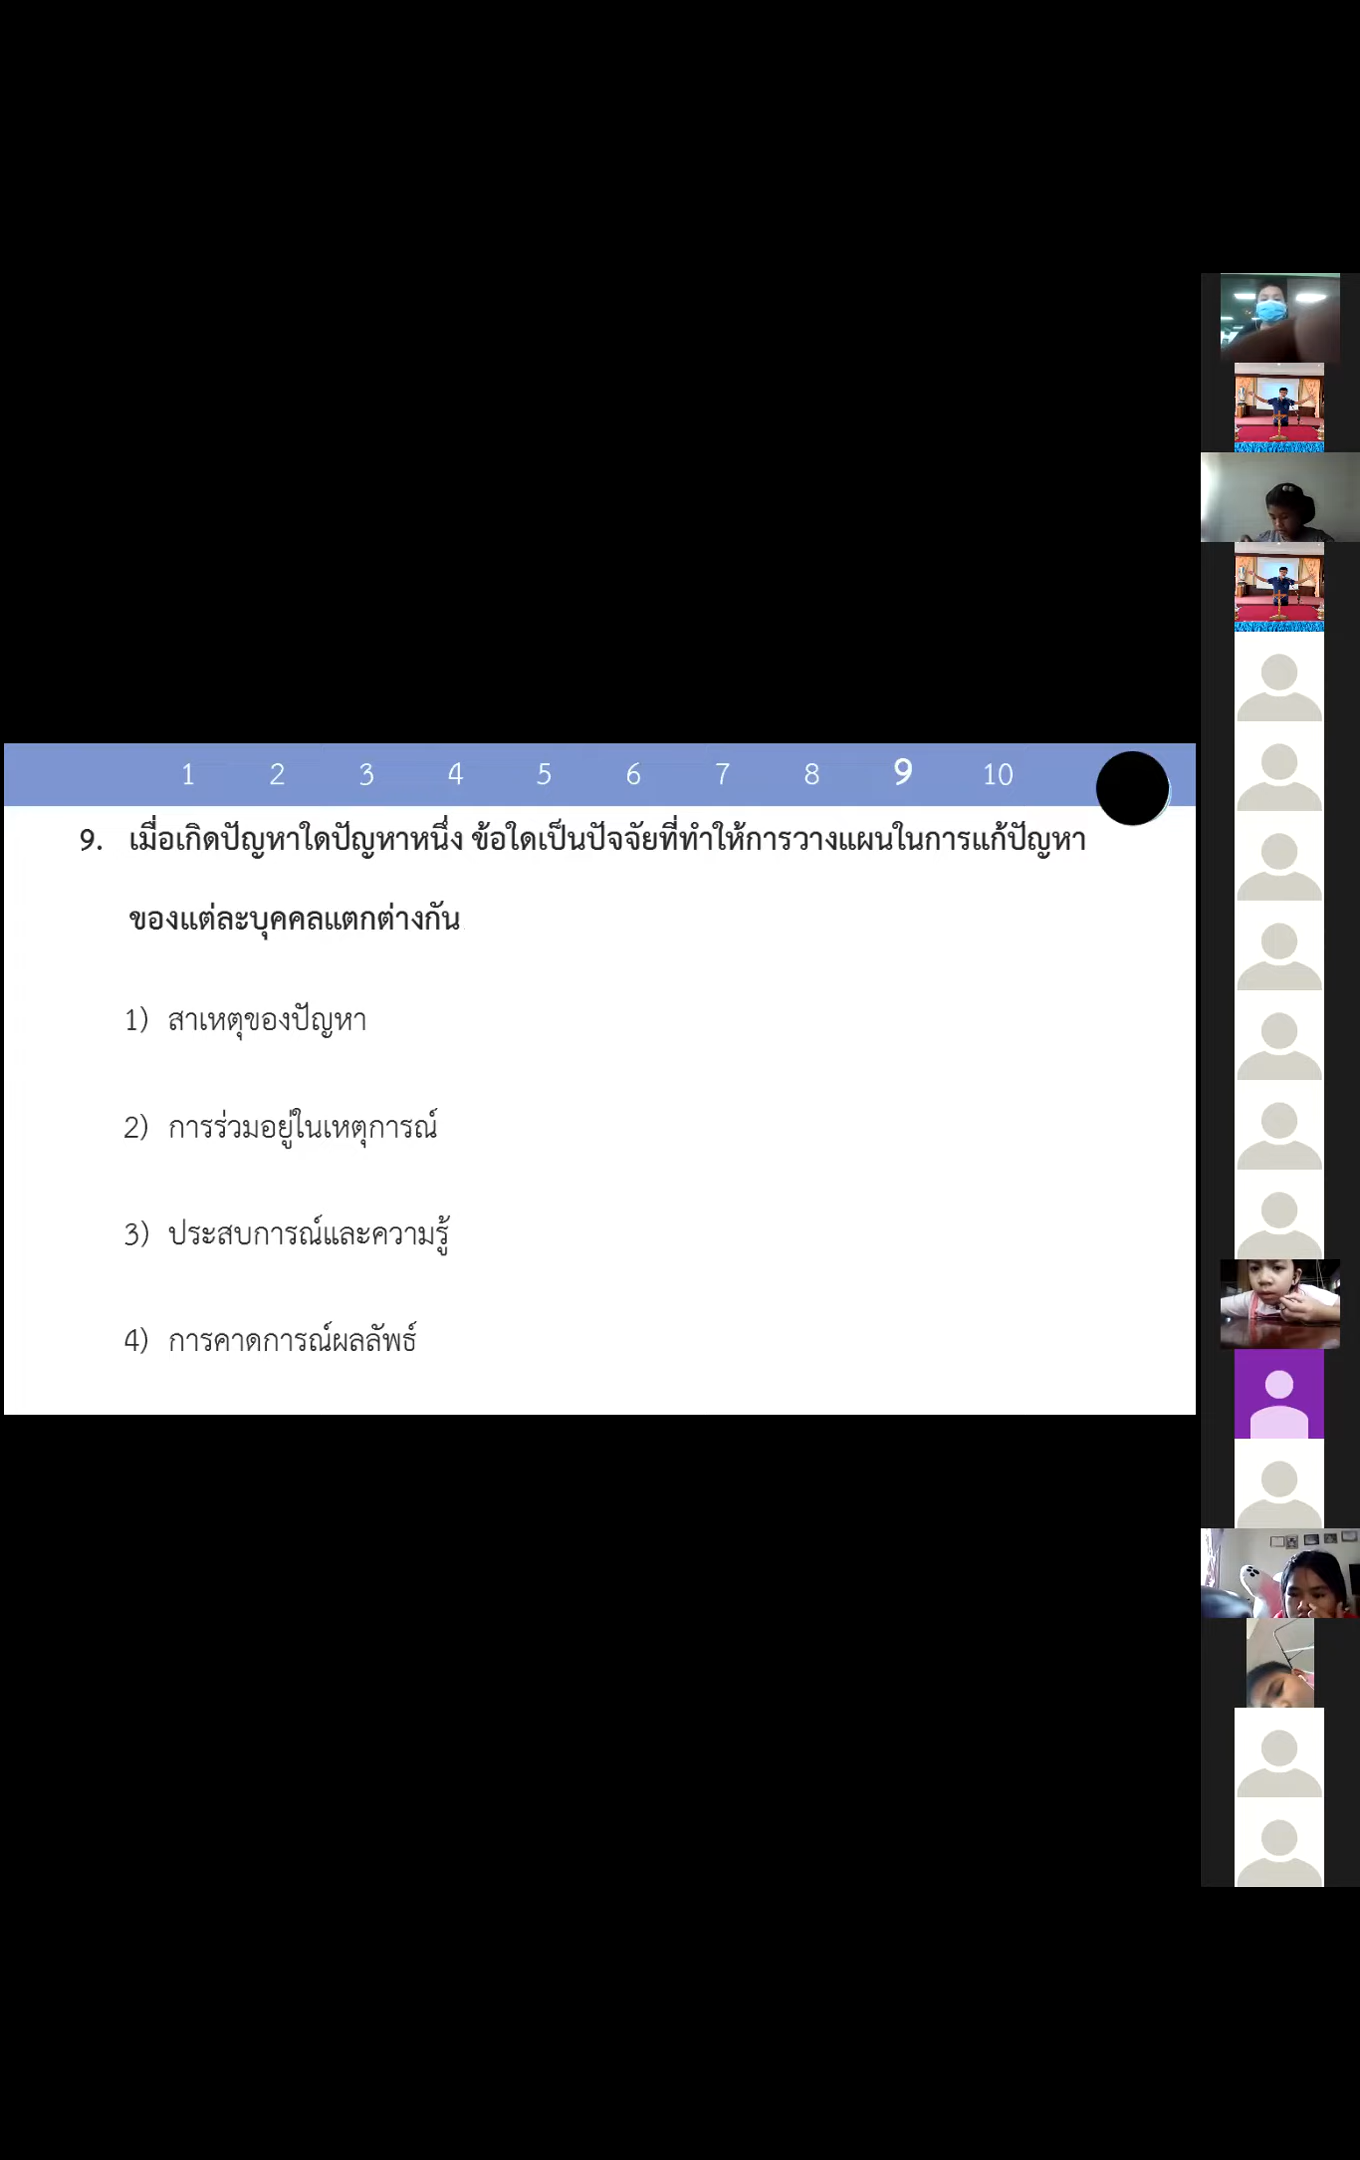 1 2 3 4 5 6 7 8 9 10
9. เมื่อเกิดปัญหาใดปัญหาหนึ่ง ข้อใดเป็นปัจจัยที่ทำให้การวางแผนในการแก้ปัญหา
ของแต่ละบุคคลแตกต่างกัน
1) สาเหตุของปัญหา
2) การร่วมอยู่ในเหตุการณ์
3) ประสบการณ์และความรู้
4) การคาดการณ์ผลลัพธ์